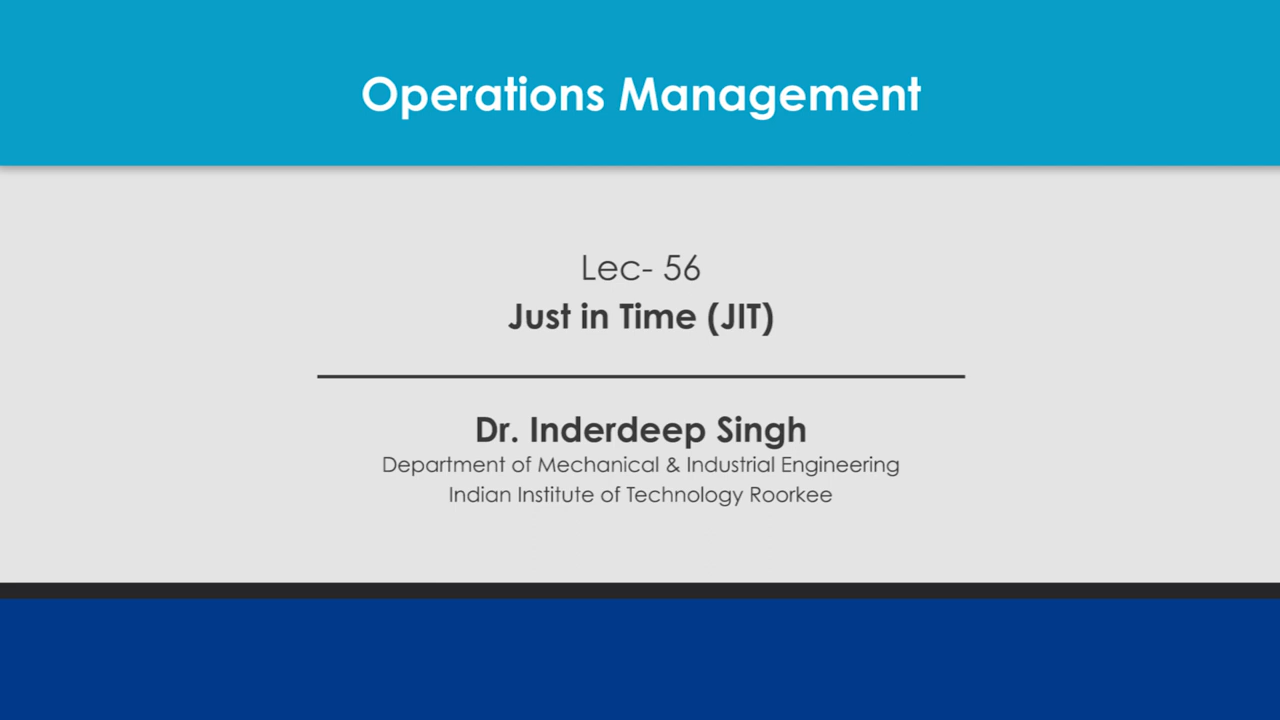 Operations Management
Lec- 56
Just in Time (JIT)
Dr. Inderdeep Singh
Department of Mechanical & Industrial Engineering
Indian Institute of Technology Roorkee